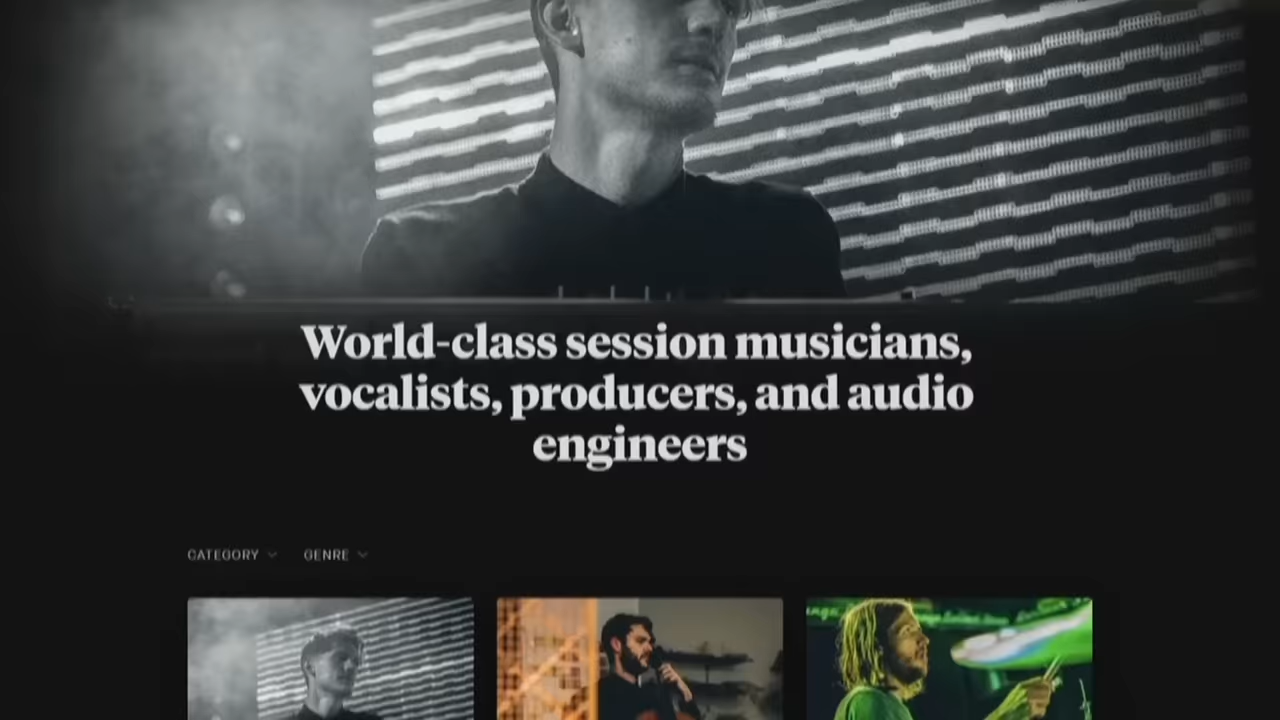 World-class session musicians,
vocalists, producers, and audio
engineers
CATEGORY GENRE